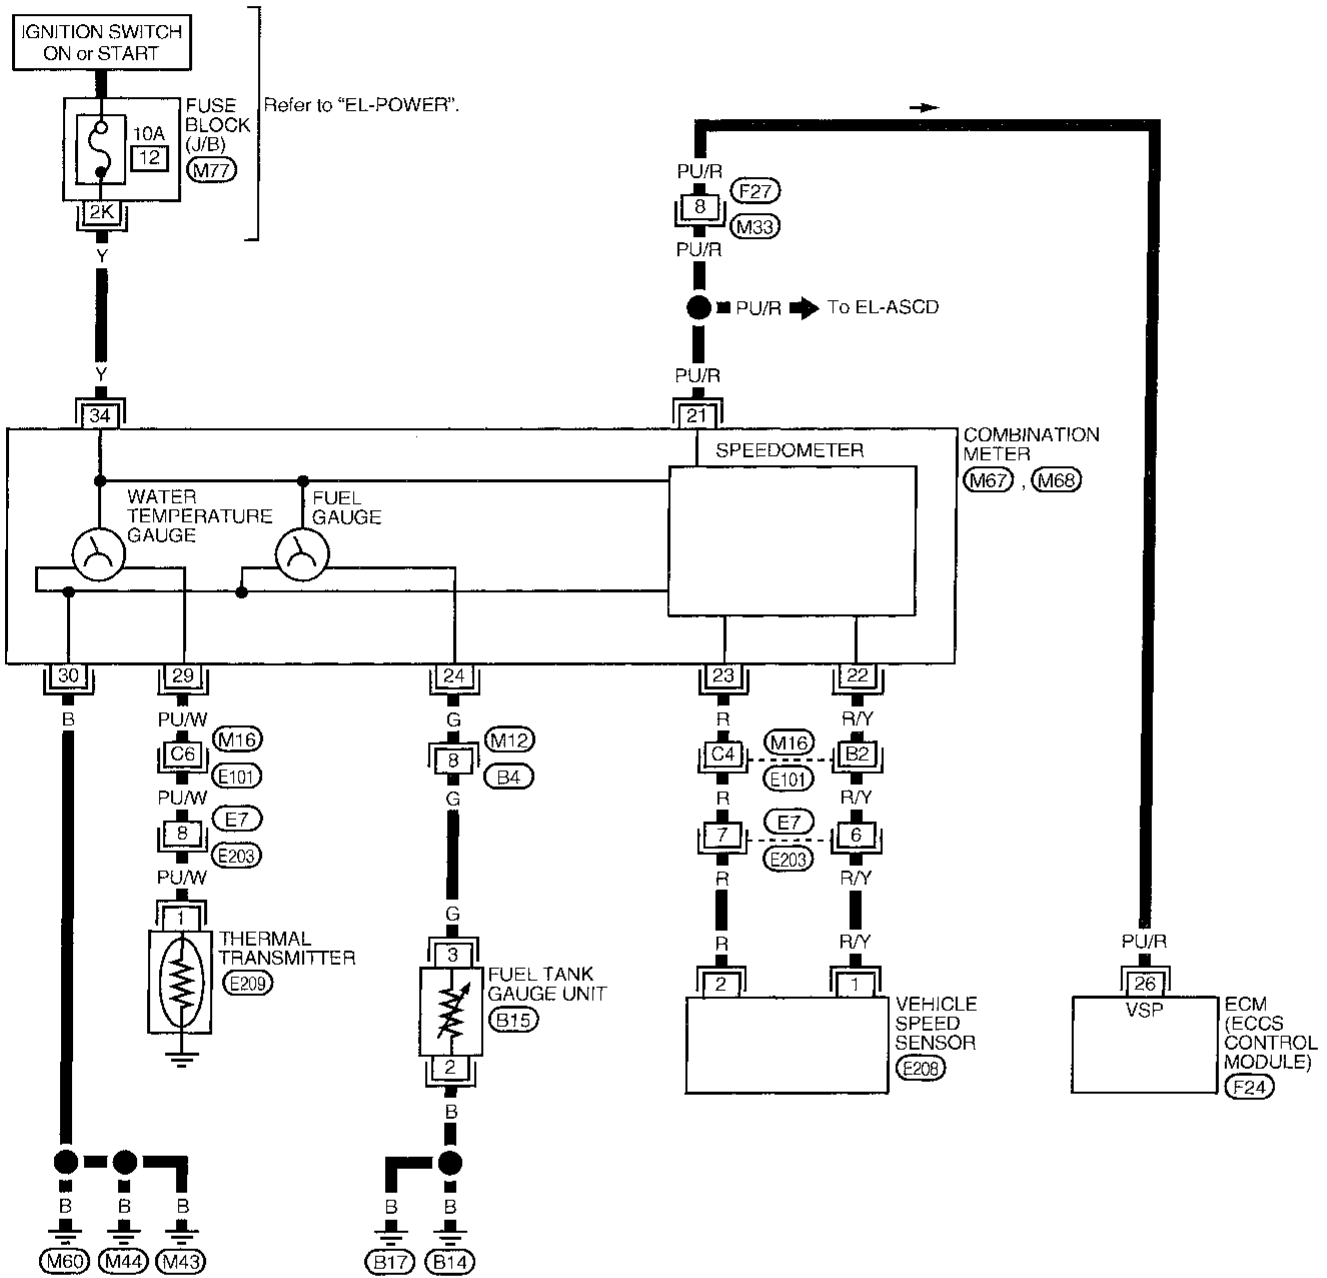 IGNITION SWITCH
ON or START
FUSE
BLOCK
(J/B)
M77
10A
12
2K
Refer to "EL-POWER".
Y
Y
34
PU/R
F27
8
M33
PU/R
PU/R
To EL-ASCD
PU/R
21
COMBINATION
METER
M67 , M68
SPEEDOMETER
WATER
TEMPERATURE
GAUGE
FUEL
GAUGE
30
29
24
23
22
B
PU/W
G
R
R/Y
C6
M16
E101
8
M12
B4
C4
M16
E101
B2
PU/W
G
R
R/Y
8
E7
E203
7
E7
E203
6
PU/W
R
R/Y
1
THERMAL
TRANSMITTER
E209
G
3
FUEL TANK
GAUGE UNIT
B15
2
R
R/Y
2
1
VEHICLE
SPEED
SENSOR
E208
PU/R
26
VSP
ECM
(ECCS
CONTROL
MODULE)
F24
B
B
B
B
B
B
M60
M44
M43
B17
B14